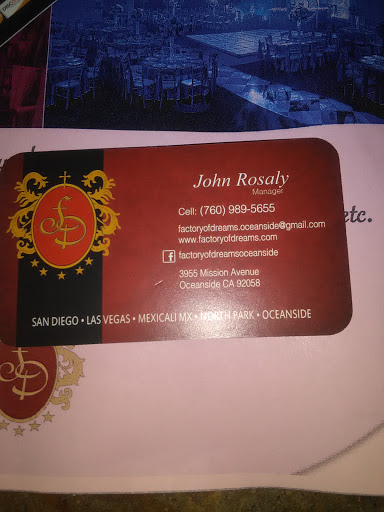 John Rosaly
Manager
Cell: (760) 989-5655
factoryofdreams.oceanside@gmail.com
www.factoryofdreams.com
factoryofdreamsoceanside
3955 Mission Avenue
Oceanside CA 92058
SAN DIEGO • LAS VEGAS • MEXICALI MX • NORTH PARK • OCEANSIDE
etc.